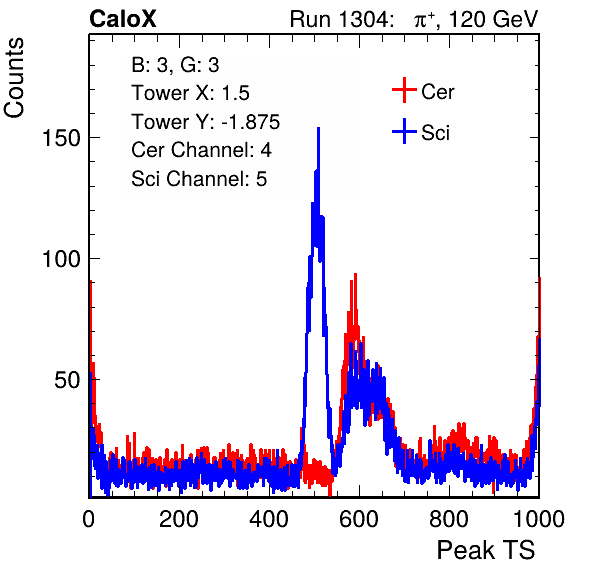 CaloX Run 1304: π⁺, 120 GeV
Counts
B: 3, G: 3
Tower X: 1.5
Tower Y: -1.875
Cer Channel: 4
Sci Channel: 5
Cer
Sci
150
100
50
0 200 400 600 800 1000
Peak TS